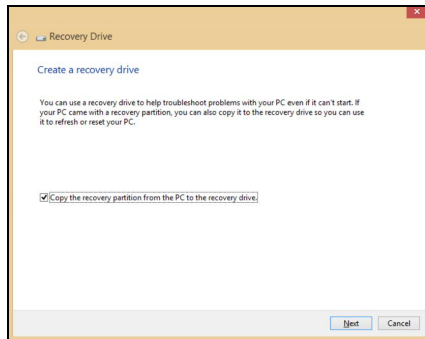 Recovery Drive
Create a recovery drive
You can use a recovery drive to help troubleshoot problems with your PC even if it can't start. If
your PC came with a recovery partition, you can also copy it to the recovery drive so you can use
it to refresh or reset your PC.
Copy the recovery partition from the PC to the recovery drive.
Next Cancel